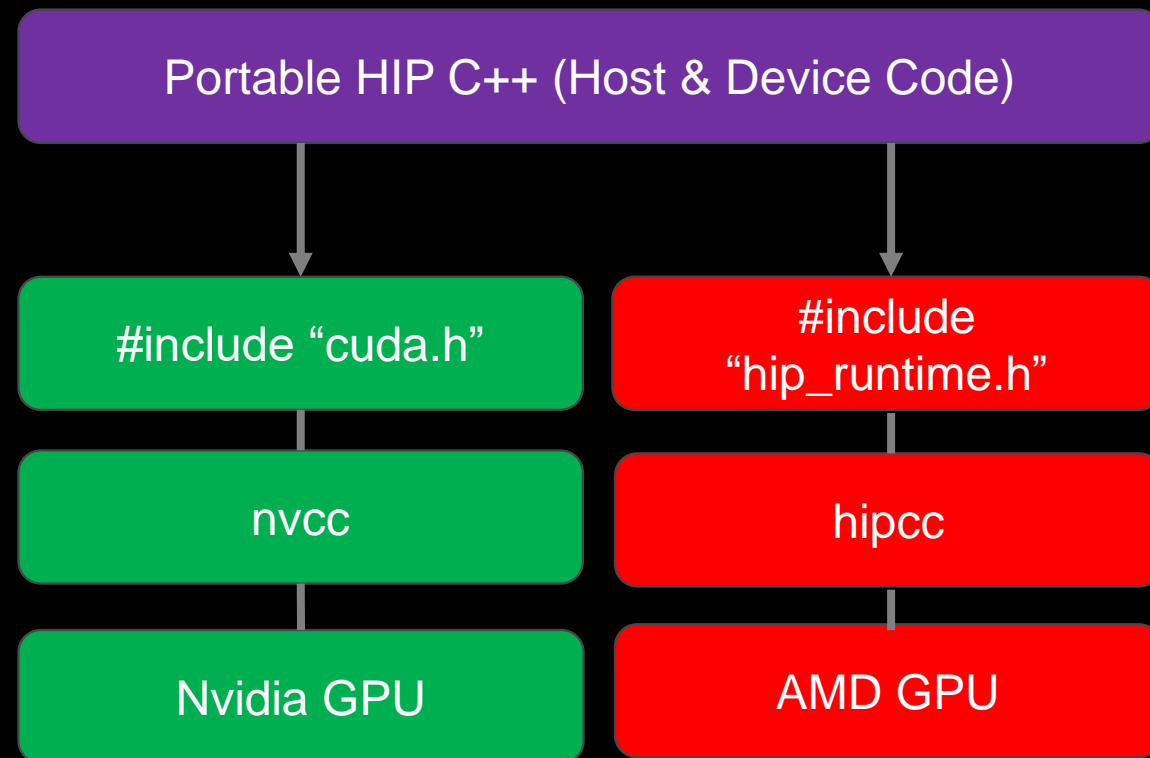 Portable HIP C++ (Host & Device Code)
#include “cuda.h”
#include
“hip_runtime.h”
nvcc
hipcc
Nvidia GPU
AMD GPU